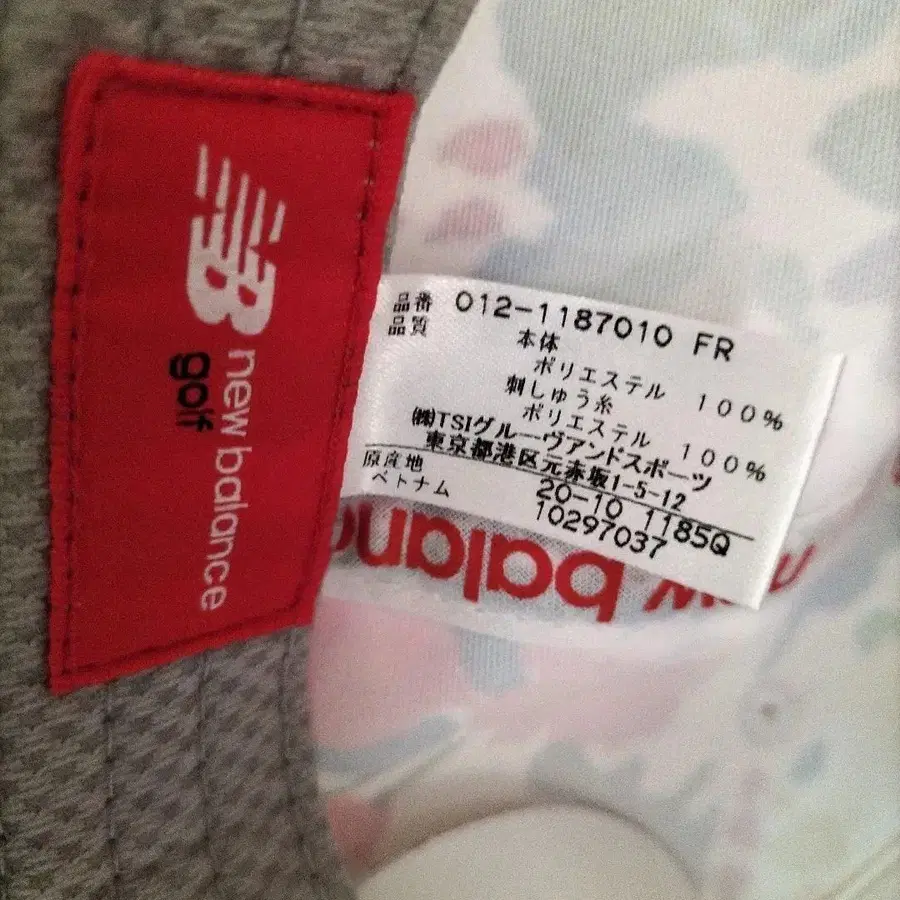 new balance
golf
品番 012-1187010 FR
品質
本体
ポリエステル 100%
刺しゅう糸
ポリエステル 100%
㈱TSIグルーヴアンドスポーツ
東京都港区元赤坂1-5-12
原産地 20-10 1185Q
ベトナム 10297037
new balance